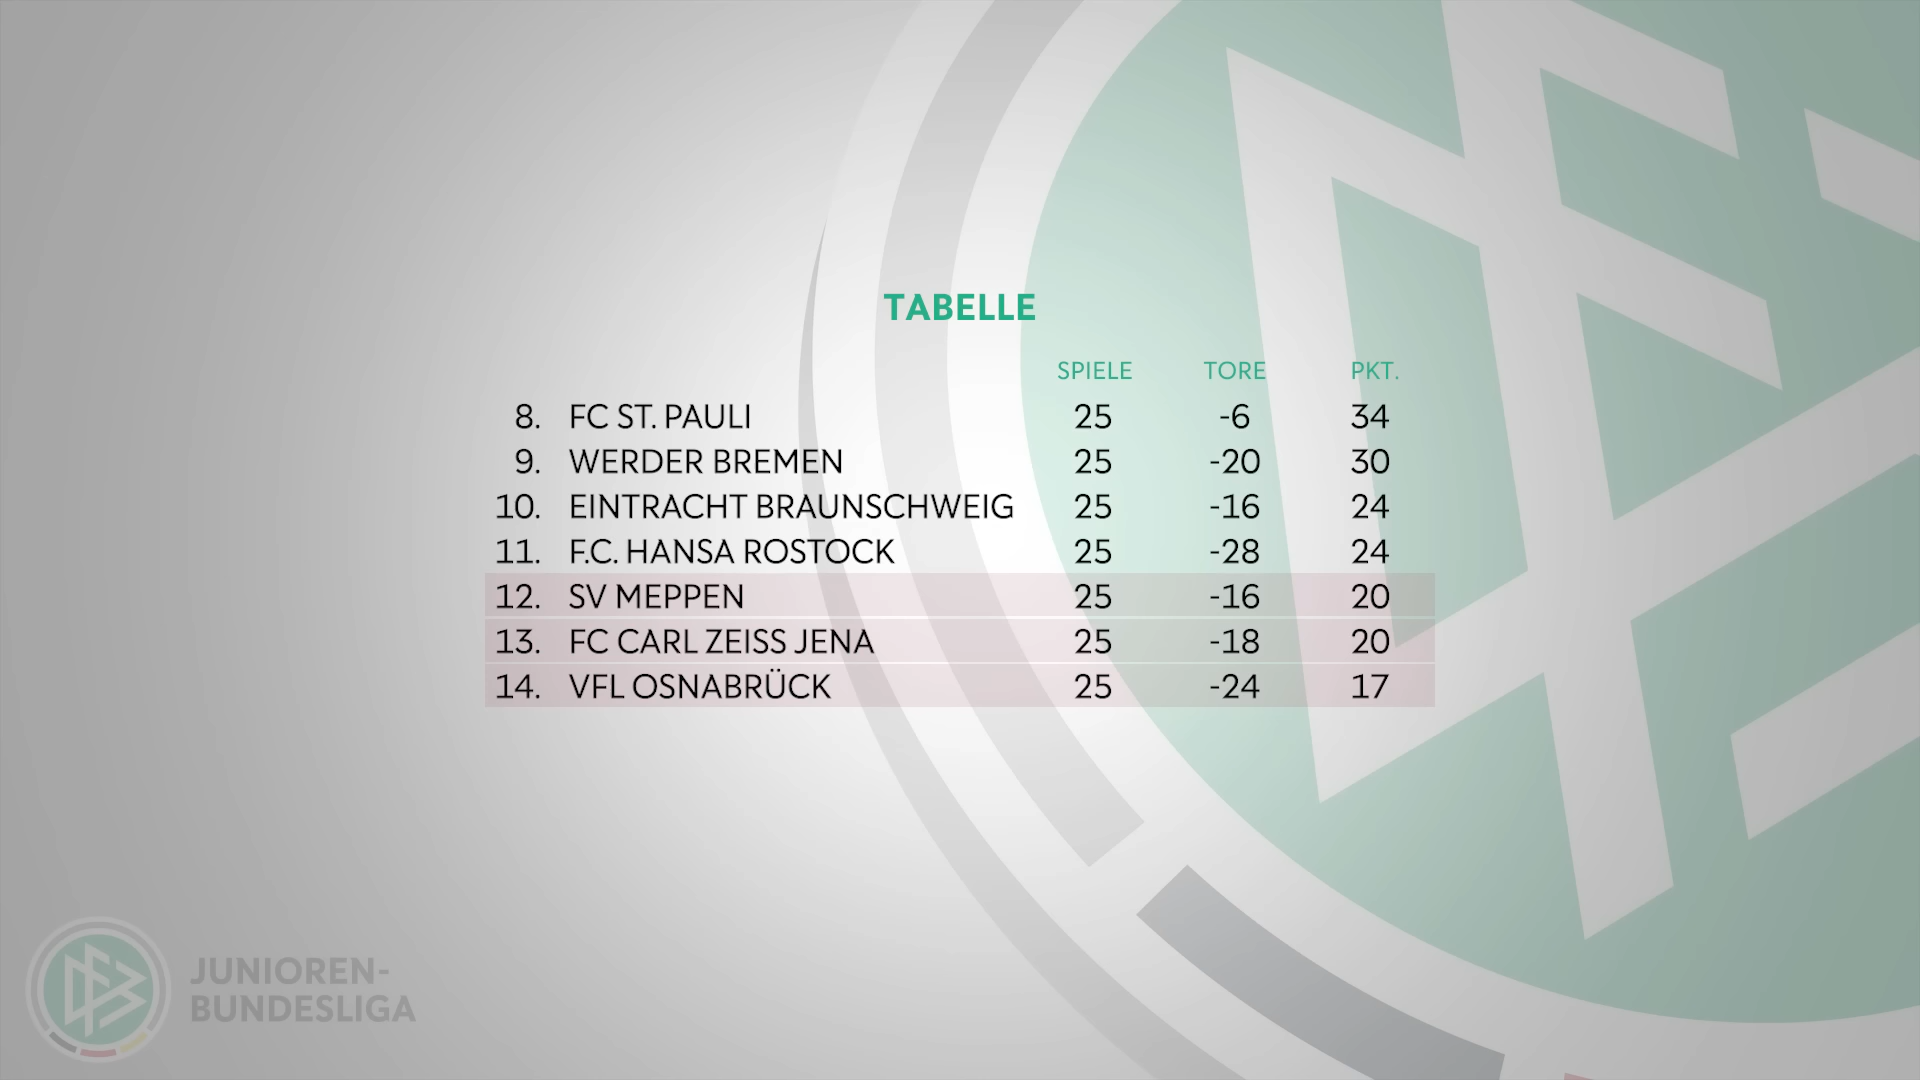 TABELLE
SPIELE TORE PKT.
8. FC ST. PAULI 25 -6 34
9. WERDER BREMEN 25 -20 30
10. EINTRACHT BRAUNSCHWEIG 25 -16 24
11. F.C. HANSA ROSTOCK 25 -28 24
12. SV MEPPEN 25 -16 20
13. FC CARL ZEISS JENA 25 -18 20
14. VFL OSNABRÜCK 25 -24 17
DFB JUNIOREN-
BUNDESLIGA